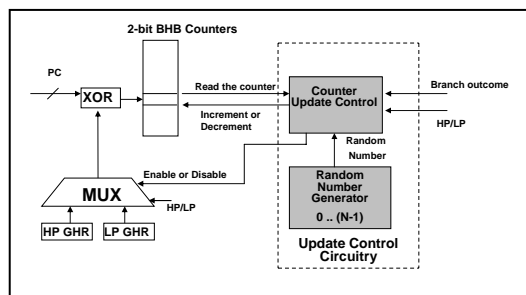 2-bit BHB Counters
PC
XOR
Read the counter
Increment or
Decrement
Counter
Update Control
Branch outcome
HP/LP
Random
Number
Enable or Disable
Random
Number
Generator
0 .. (N-1)
MUX
HP/LP
HP GHR
LP GHR
Update Control
Circuitry